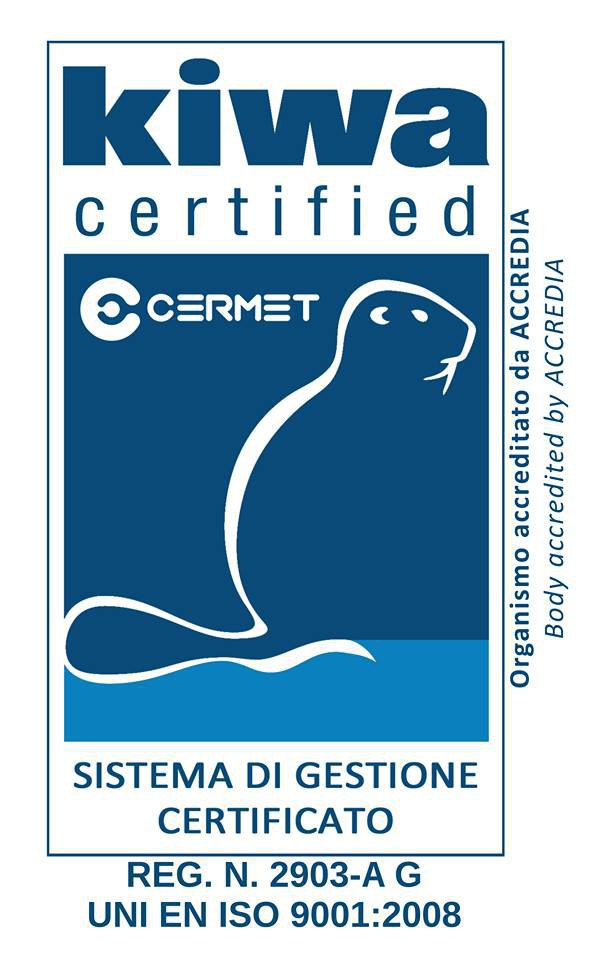 kiwa
certified
CERMET
Organismo accreditato da ACCREDIA
Body accredited by ACCREDIA
SISTEMA DI GESTIONE
CERTIFICATO
REG. N. 2903-A G
UNI EN ISO 9001:2008